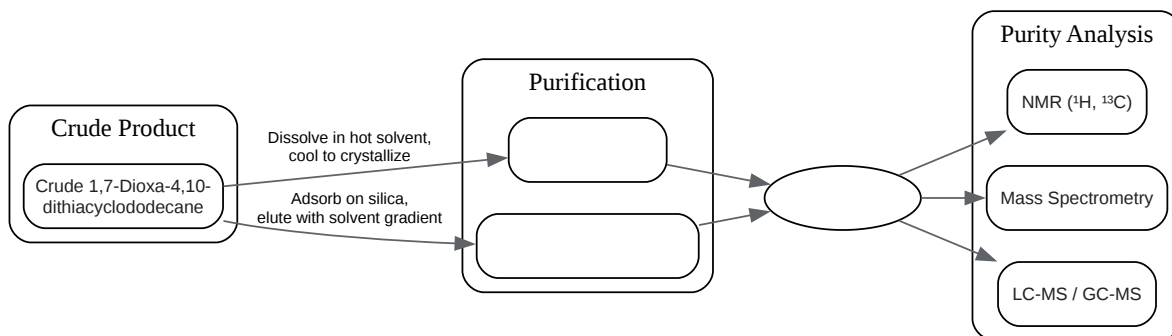 Crude Product
Crude 1,7-Dioxa-4,10-
dithiacyclododecane
Dissolve in hot solvent,
cool to crystallize
Adsorb on silica,
elute with solvent gradient
Purification
Purity Analysis
NMR (¹H, ¹³C)
Mass Spectrometry
LC-MS / GC-MS